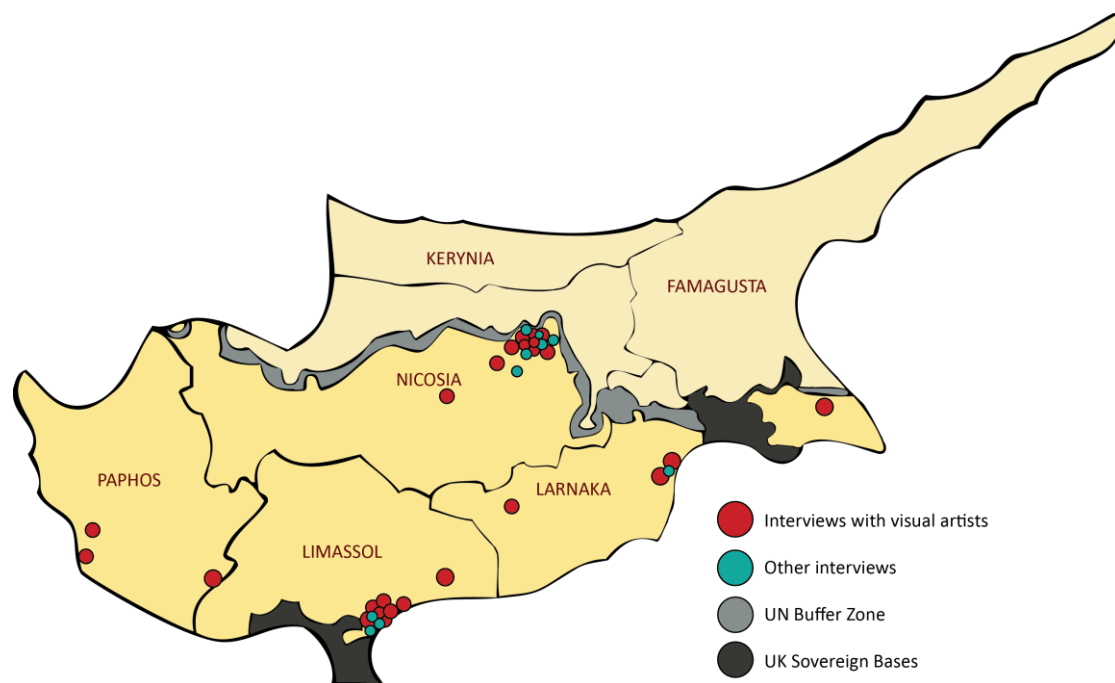 KERYNIA
FAMAGUSTA
NICOSIA
PAPHOS
LARNAKA
LIMASSOL
Interviews with visual artists
Other interviews
UN Buffer Zone
UK Sovereign Bases